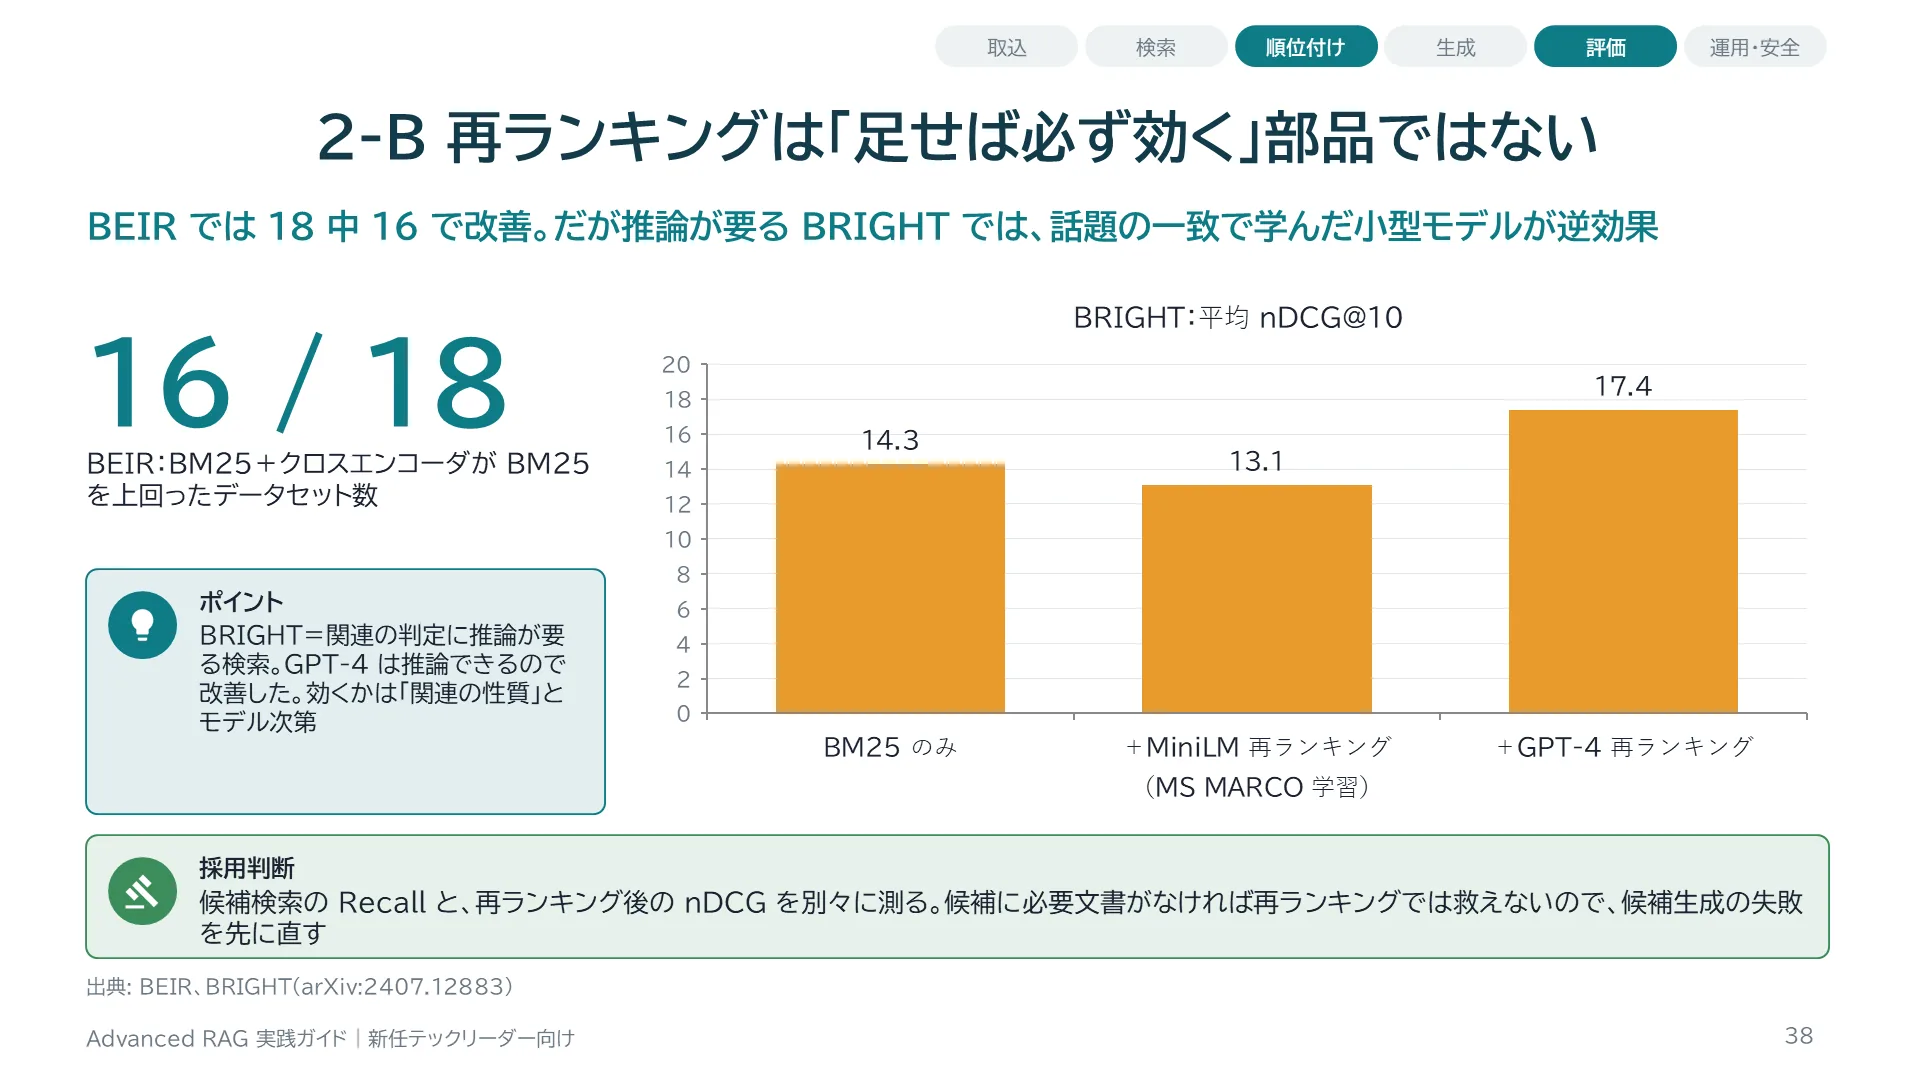 取込
検索
順位付け
生成
評価
運用・安全
2-B 再ランキングは「足せば必ず効く」部品ではない
BEIR では 18 中 16 で改善。だが推論が要る BRIGHT では、話題の一致で学んだ小型モデルが逆効果
16 / 18
BEIR：BM25＋クロスエンコーダが BM25
を上回ったデータセット数
ポイント
BRIGHT＝関連の判定に推論が要
る検索。GPT-4 は推論できるので
改善した。効くかは「関連の性質」と
モデル次第
BRIGHT：平均 nDCG@10
20
18
16
14
12
10
8
6
4
2
0
14.3
13.1
17.4
BM25 のみ
＋MiniLM 再ランキング
（MS MARCO 学習）
＋GPT-4 再ランキング
採用判断
候補検索の Recall と、再ランキング後の nDCG を別々に測る。候補に必要文書がなければ再ランキングでは救えないので、候補生成の失敗
を先に直す
出典: BEIR、BRIGHT（arXiv:2407.12883）
Advanced RAG 実践ガイド｜新任テックリーダー向け
38